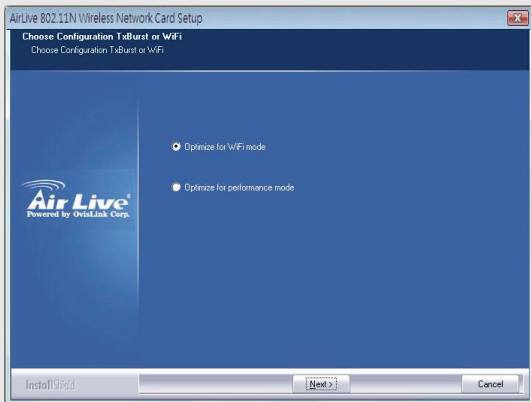 AirLive 802.11N Wireless Network Card Setup
Choose Configuration TxBurst or WiFi
Choose Configuration TxBurst or WiFi
Optimize for WiFi mode
Optimize for performance mode
Air Live®
Powered by OvisLink Corp.
InstallShield
Next >
Cancel